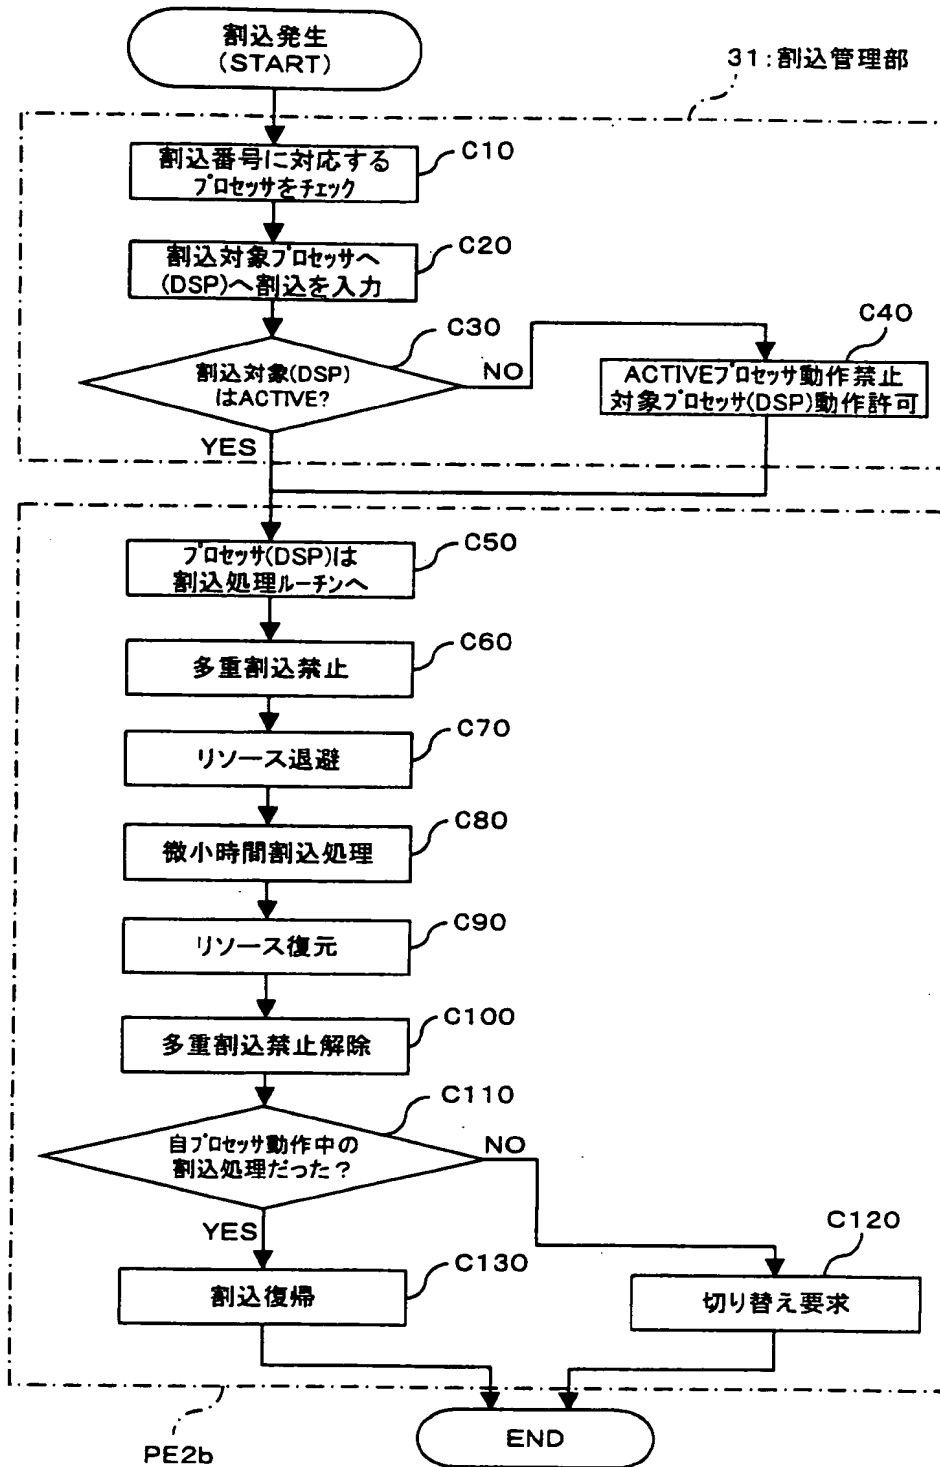 割込発生
(START)
31:割込管理部
割込番号に対応する
プロセッサをチェック
C10
割込対象プロセッサへ
(DSP)へ割込を入力
C20
割込対象(DSP)
はACTIVE?
C30
NO
YES
ACTIVEプロセッサ動作禁止
対象プロセッサ(DSP)動作許可
C40
プロセッサ(DSP)は
割込処理ルーチンへ
C50
多重割込禁止
C60
リソース退避
C70
微小時間割込処理
C80
リソース復元
C90
多重割込禁止解除
C100
自プロセッサ動作中の
割込処理だった?
C110
NO
YES
割込復帰
C130
切り替え要求
C120
END
PE2b